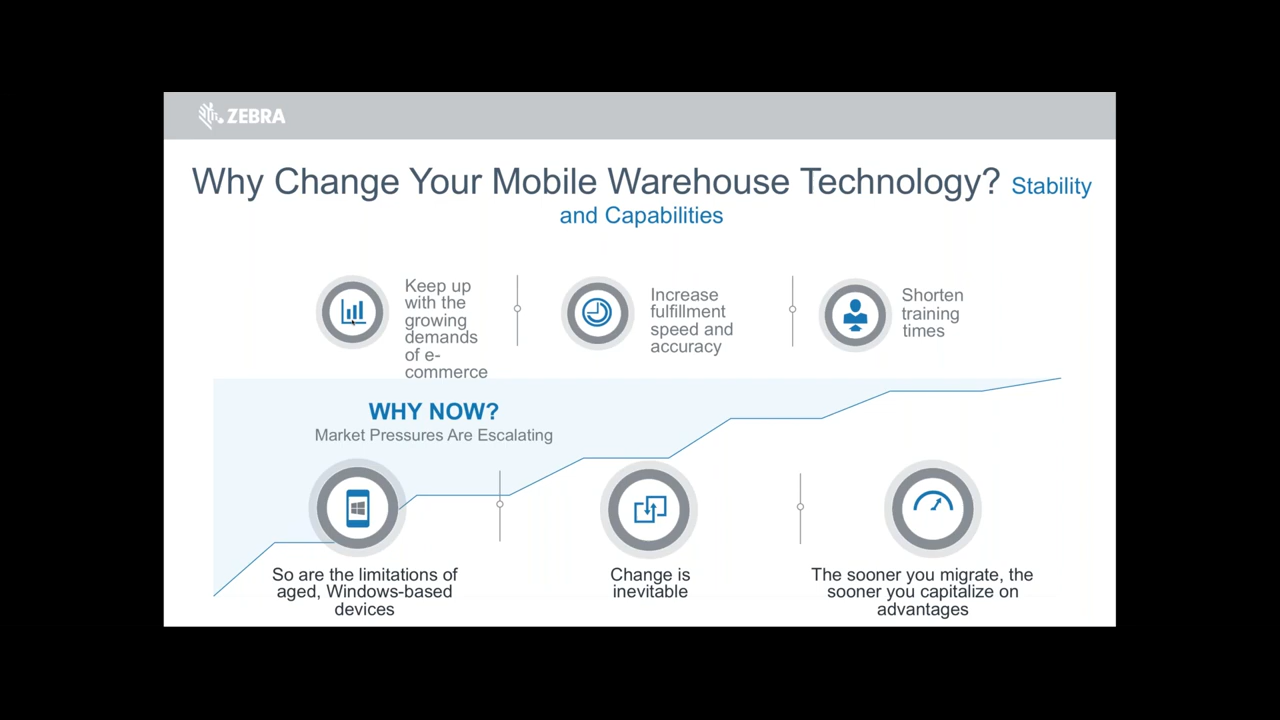 ZEBRA
Why Change Your Mobile Warehouse Technology? Stability
and Capabilities
Keep up
with the
growing
demands
of e-
commerce
Increase
fulfillment
speed and
accuracy
Shorten
training
times
WHY NOW?
Market Pressures Are Escalating
So are the limitations of
aged, Windows-based
devices
Change is
inevitable
The sooner you migrate, the
sooner you capitalize on
advantages